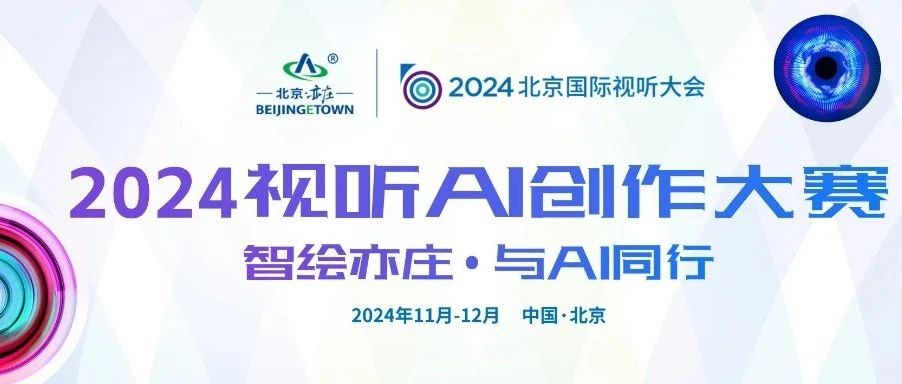 北京·亦庄
BEIJINGETOWN
®
2024北京国际视听大会
2024视听AI创作大赛
智绘亦庄·与AI同行
2024年11月-12月 中国·北京